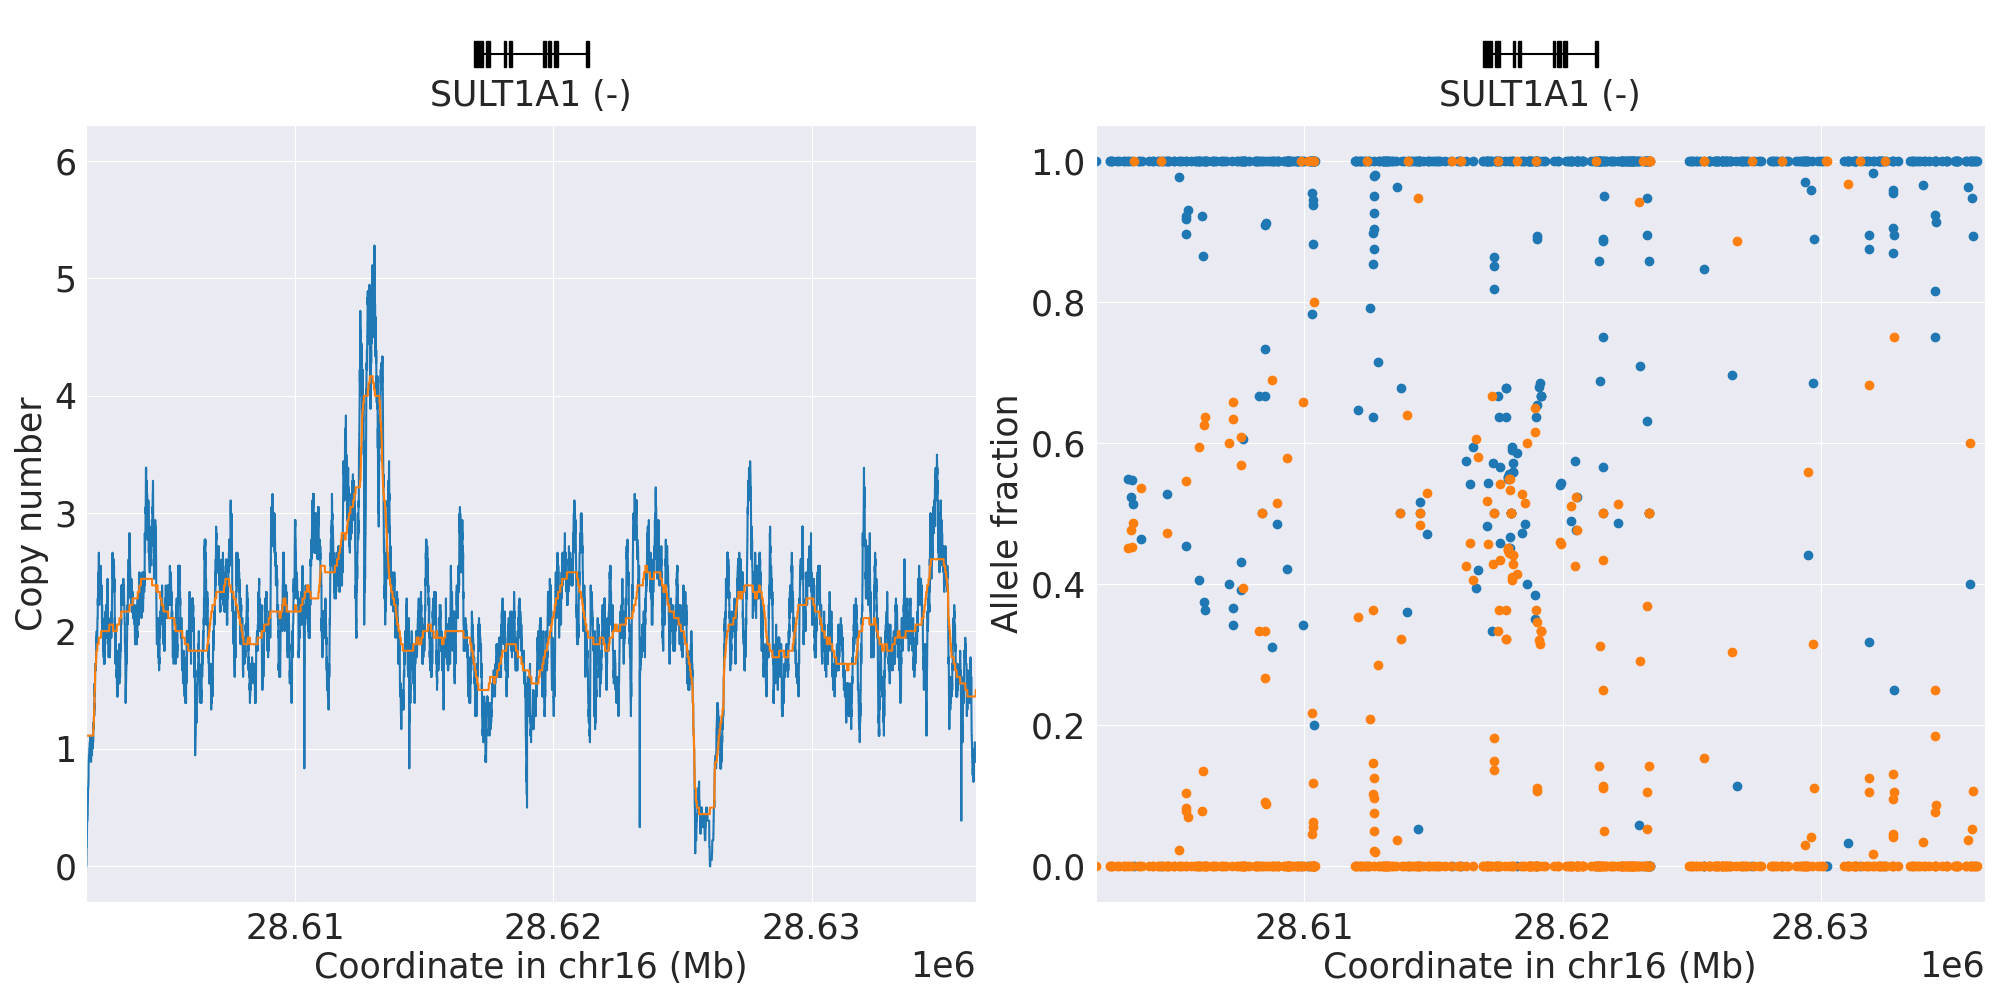 SULT1A1 (-)
6
5
4
3
2
1
0
Copy number
28.61
28.62
28.63
Coordinate in chr16 (Mb)
1e6
SULT1A1 (-)
1.0
0.8
0.6
0.4
0.2
0.0
Allele fraction
28.61
28.62
28.63
Coordinate in chr16 (Mb)
1e6